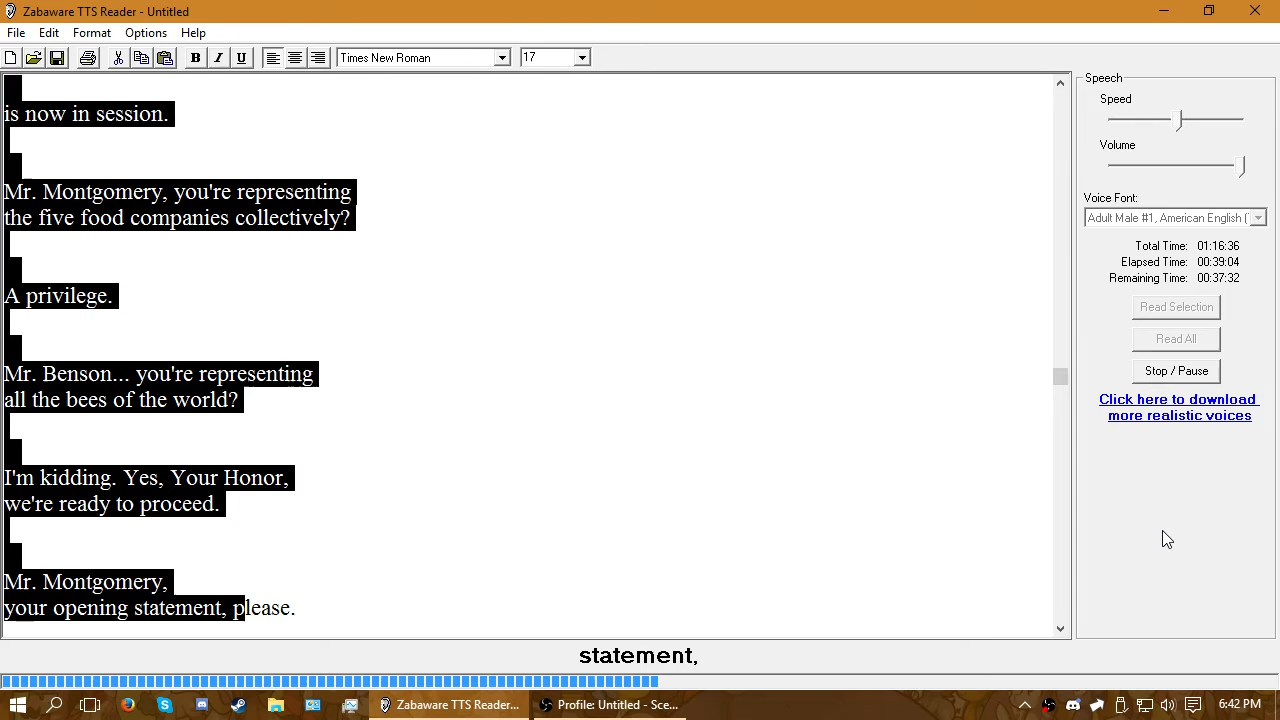 Zabaware TTS Reader - Untitled
File Edit Format Options Help
B I U Times New Roman 17
is now in session.
Mr. Montgomery, you're representing
the five food companies collectively?
A privilege.
Mr. Benson... you're representing
all the bees of the world?
I'm kidding. Yes, Your Honor,
we're ready to proceed.
Mr. Montgomery,
your opening statement, please.
Speech
Speed
Volume
Voice Font:
Adult Male #1, American English (
Total Time: 01:16:36
Elapsed Time: 00:39:04
Remaining Time: 00:37:32
Read Selection
Read All
Stop / Pause
Click here to download
more realistic voices
statement,
Zabaware TTS Reader... Profile: Untitled - Sce... 6:42 PM